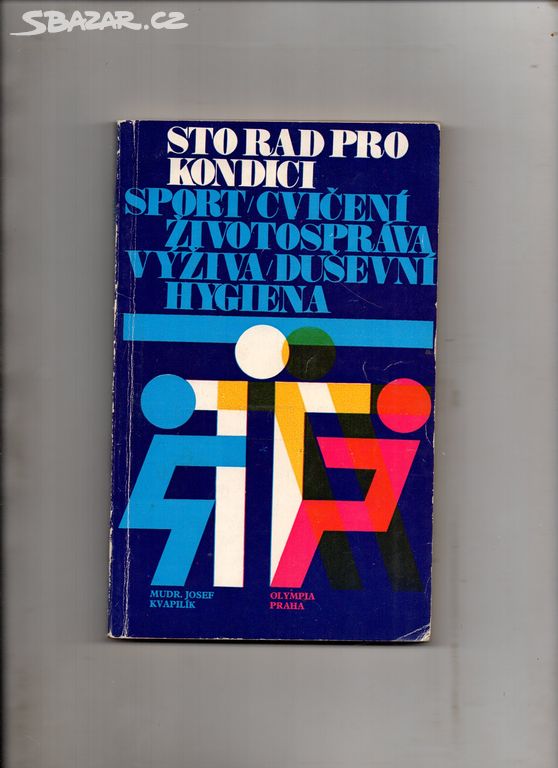 SBAZAR.CZ
STO RAD PRO
KONDICI
SPORT/CVIČENÍ
ŽIVOTOSPRÁVA
VÝŽIVA/DUŠEVNÍ
HYGIENA
MUDR. JOSEF
KVAPILÍK
OLYMPIA
PRAHA